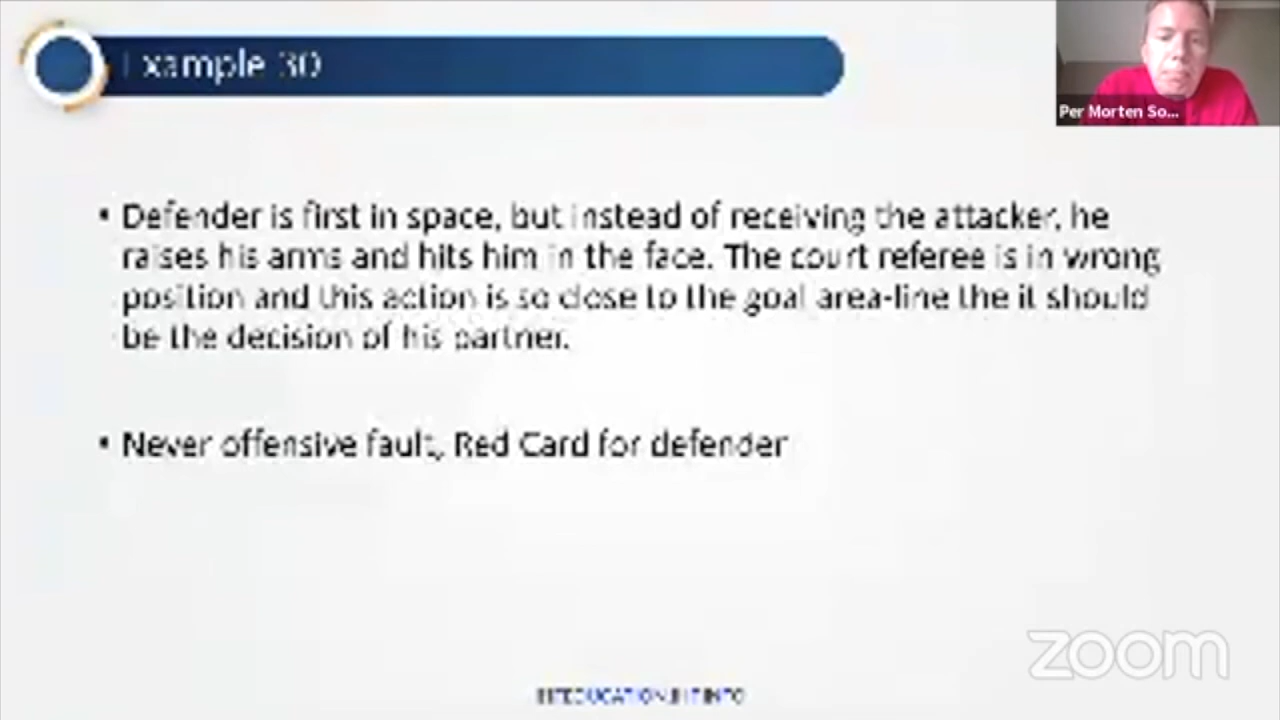 Example 30
Per Morten So...
▪ Defender is first in space, but instead of receiving the attacker, he
raises his arms and hits him in the face. The court referee is in wrong
position and this action is so close to the goal area-line the it should
be the decision of his partner.
▪ Never offensive fault, Red Card for defender
zoom